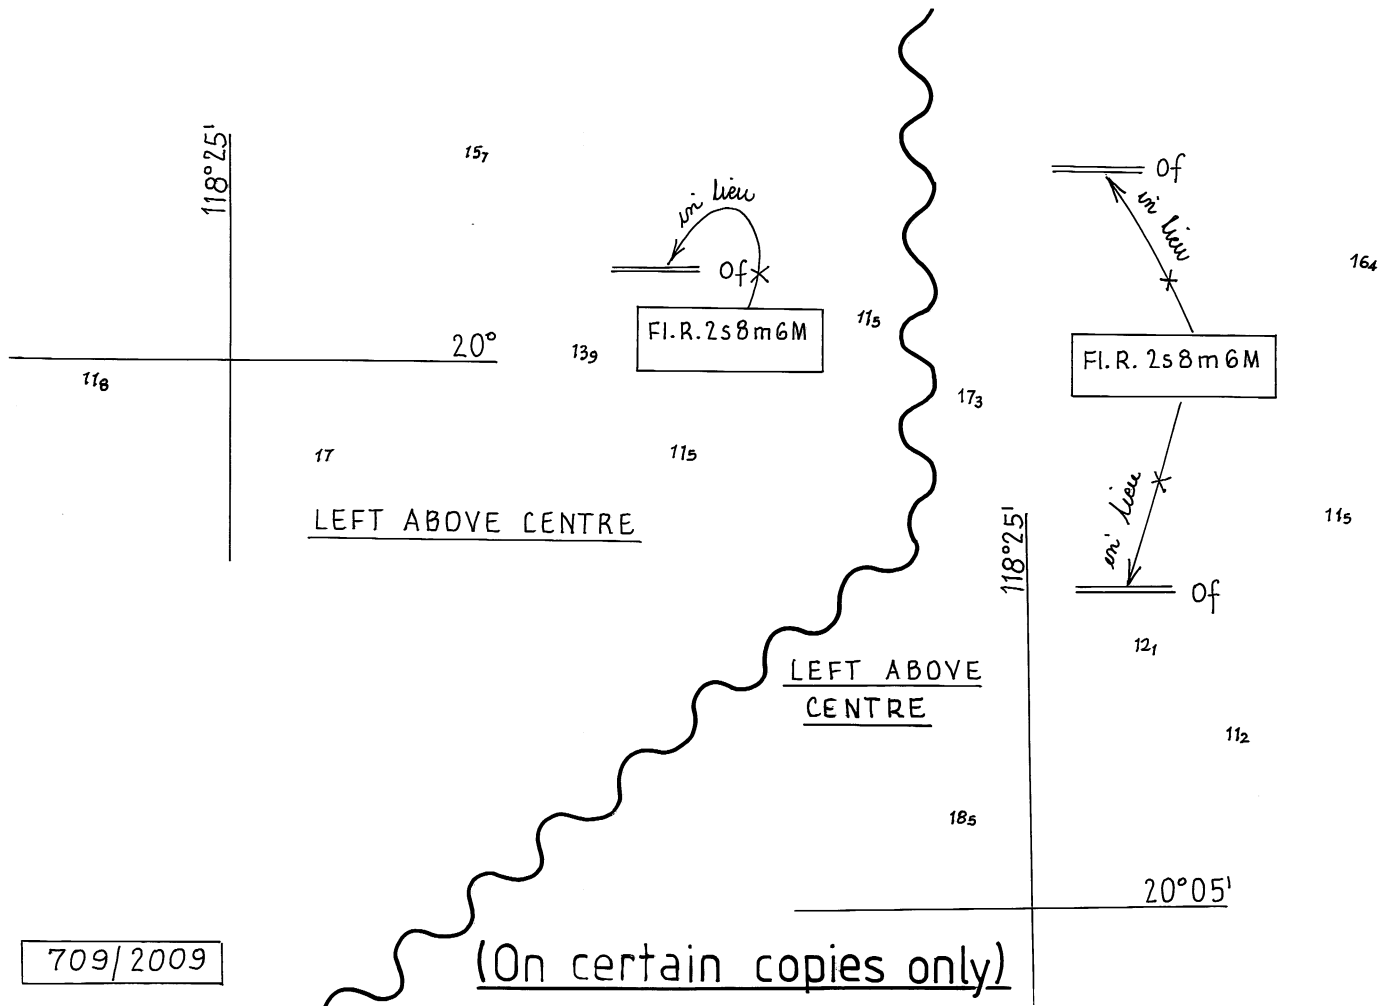 118°25'
15₇
in lieu
Of
Fl.R.2s8m6M
11₅
20°
13₉
11₈
17
11₅
LEFT ABOVE CENTRE
Of
in lieu
16₄
Fl.R. 2s8m6M
17₃
in lieu
11₅
118°25'
Of
12₁
LEFT ABOVE
CENTRE
11₂
18₅
20°05'
709/2009
(On certain copies only)